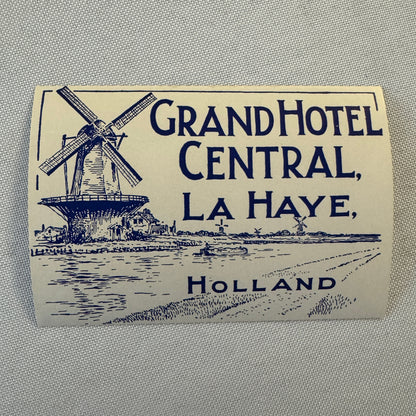 GRAND HOTEL
CENTRAL,
LA HAYE,
HOLLAND